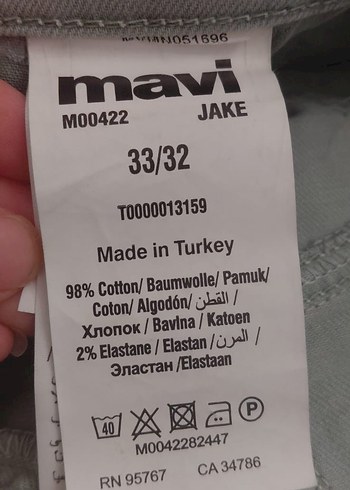 mavi
M00422 JAKE
33/32
T0000013159
Made in Turkey
98% Cotton/ Baumwolle/ Pamuk/
Coton/ Algodón/ القطن /
Хлопок / Bavlna / Katoen
2% Elastane / Elastan / المرن /
Эластан /Elastaan
40 P
M0042282447
RN 95767 CA 34786